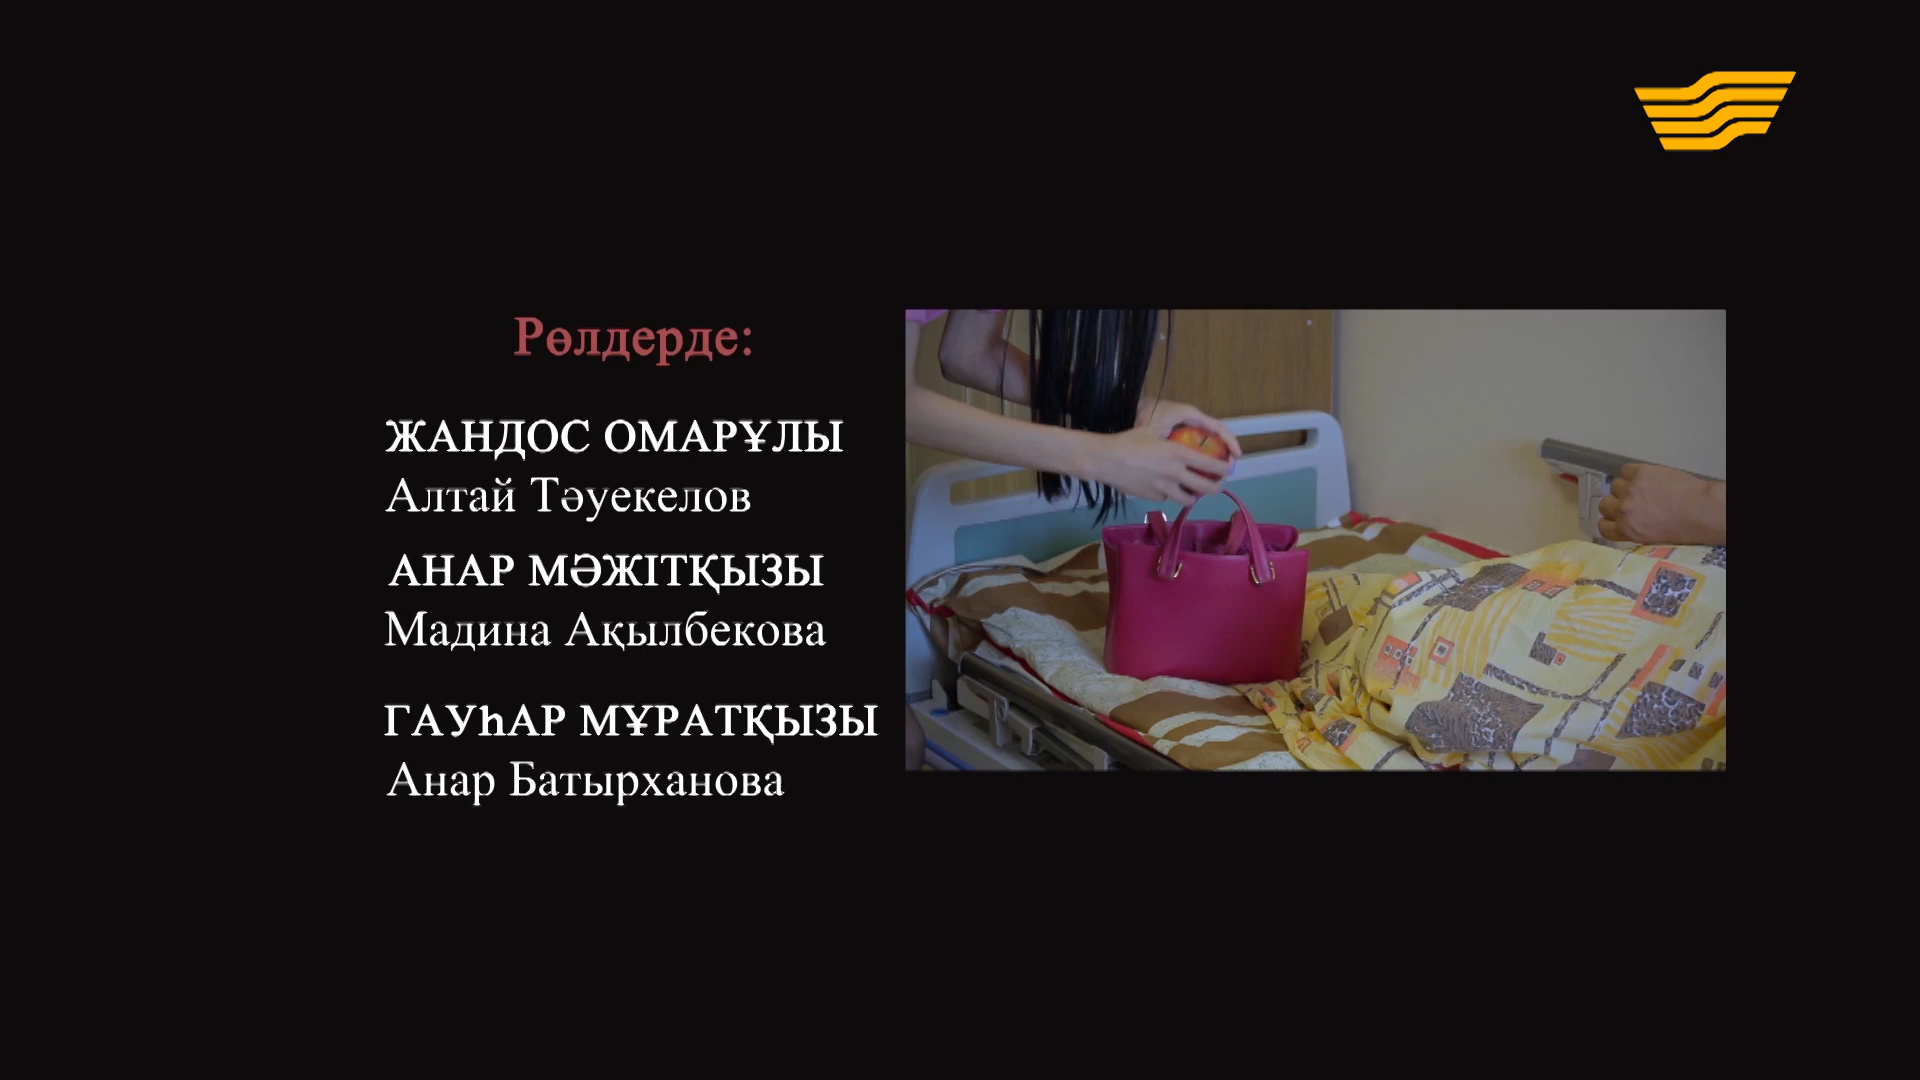 Рөлдерде:
ЖАНДОС ОМАРҰЛЫ
Алтай Тәуекелов
АНАР МӘЖІТҚЫЗЫ
Мадина Ақылбекова
ГАУҺАР МҰРАТҚЫЗЫ
Анар Батырханова